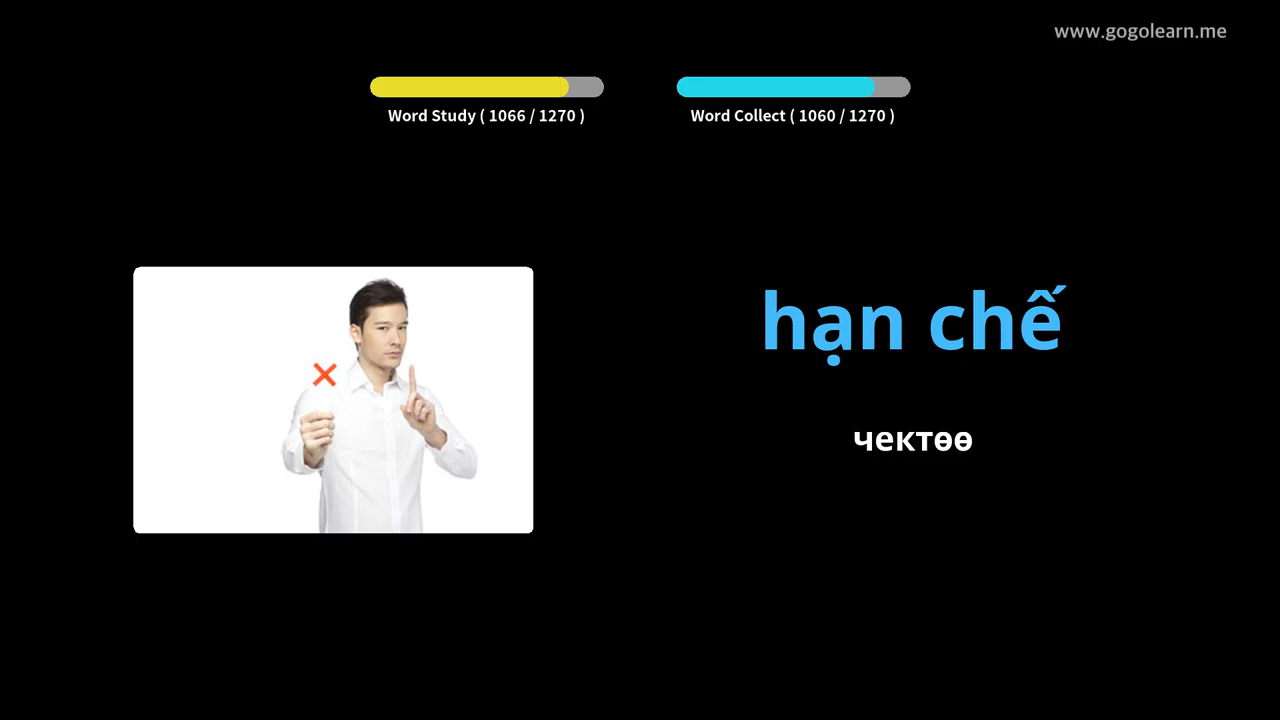 www.gogolearn.me
Word Study ( 1066 / 1270 )
Word Collect ( 1060 / 1270 )
hạn chế
чектөө